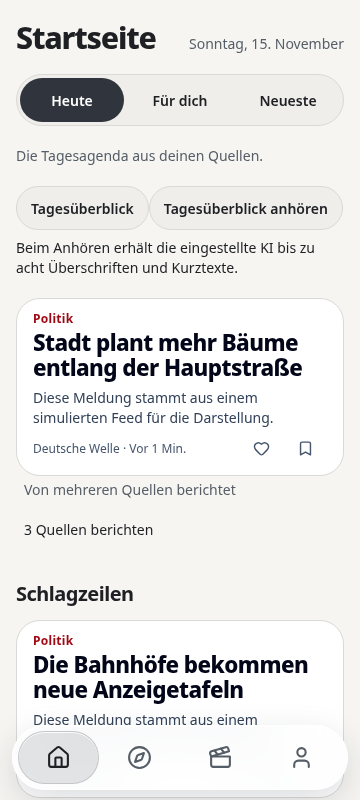 Startseite
Sonntag, 15. November
Heute
Für dich
Neueste
Die Tagesagenda aus deinen Quellen.
Tagesüberblick
Tagesüberblick anhören
Beim Anhören erhält die eingestellte KI bis zu
acht Überschriften und Kurztexte.
Politik
Stadt plant mehr Bäume
entlang der Hauptstraße
Diese Meldung stammt aus einem
simulierten Feed für die Darstellung.
Deutsche Welle · Vor 1 Min.
Von mehreren Quellen berichtet
3 Quellen berichten
Schlagzeilen
Politik
Die Bahnhöfe bekommen
neue Anzeigetafeln
Diese Meldung stammt aus einem